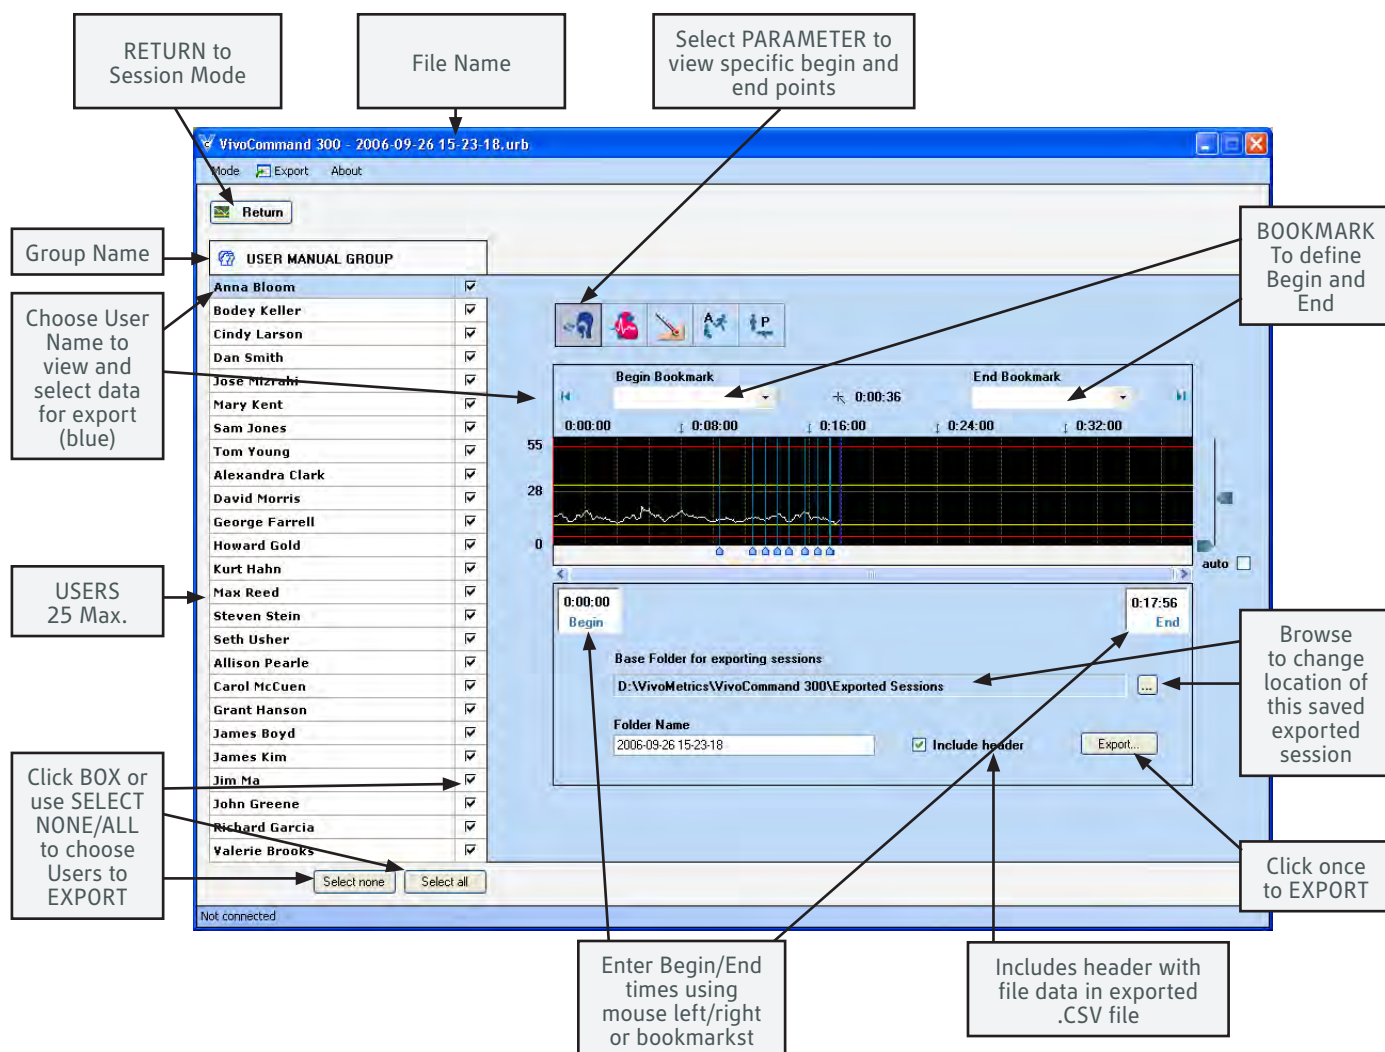 RETURN to
Session Mode
File Name
Select PARAMETER to
view specific begin and
end points
VivoCommand 300 - 2006-09-26 15-23-18.urb
Mode Export About
Return
Group Name
USER MANUAL GROUP
BOOKMARK
To define
Begin and
End
Choose User
Name to
view and
select data
for export
(blue)
Anna Bloom
Bodey Keller
Cindy Larson
Dan Smith
Jose Mizrahi
Mary Kent
Sam Jones
Tom Young
Alexandra Clark
David Morris
George Farrell
Howard Gold
Kurt Hahn
Max Reed
Steven Stein
Seth Usher
Allison Pearle
Carol McCuen
Grant Hanson
James Boyd
James Kim
Jim Ma
John Greene
Richard Garcia
Valerie Brooks
A P
Begin Bookmark End Bookmark
0:00:36
0:00:00 0:08:00 0:16:00 0:24:00 0:32:00
55
28
0
auto
USERS
25 Max.
0:00:00
Begin
0:17:56
End
Base Folder for exporting sessions
D:\VivoMetrics\VivoCommand 300\Exported Sessions
...
Folder Name
2006-09-26 15-23-18
Include header
Export...
Browse
to change
location of
this saved
exported
session
Click BOX or
use SELECT
NONE/ALL
to choose
Users to
EXPORT
Select none Select all
Click once
to EXPORT
Not connected
Enter Begin/End
times using
mouse left/right
or bookmarkst
Includes header with
file data in exported
.CSV file